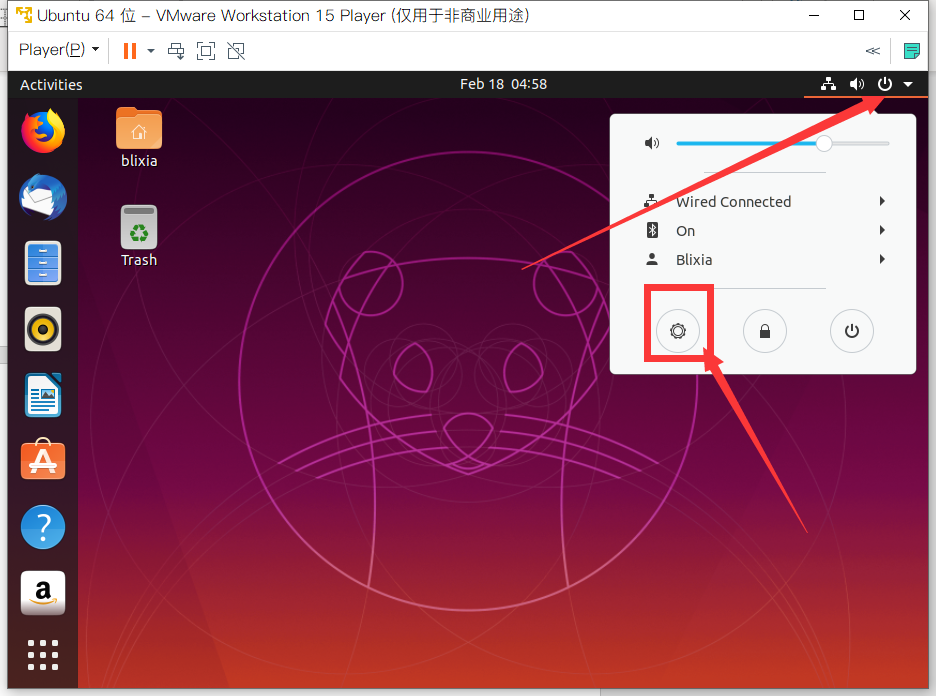 Ubuntu 64 位 – VMware Workstation 15 Player (仅用于非商业用途)
Player(P)
Activities
Feb 18 04:58
blixia
Trash
Wired Connected
On
Blixia
?
a